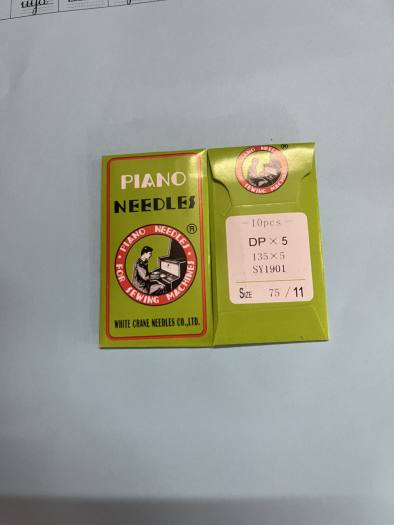 PIANO
NEEDLES
®
· PIANO NEEDLES ·
FOR SEWING MACHINES
WHITE CRANE NEEDLES CO.,LTD.
®
- 10pcs -
DP × 5
135×5
SY1901
SIZE 75 / 11